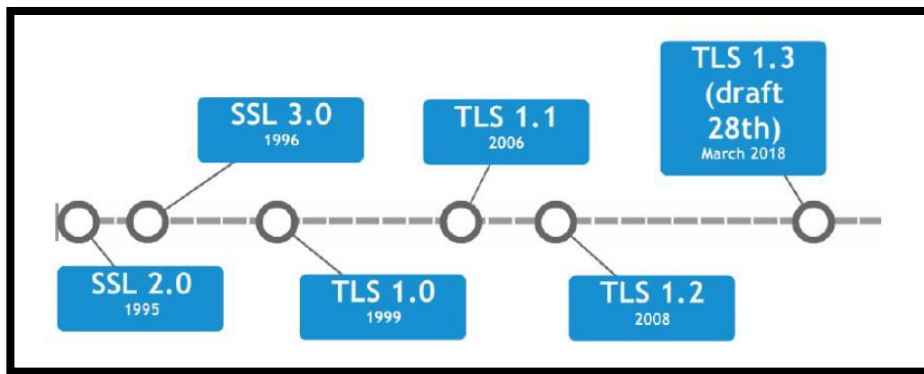 SSL 2.0
1995
SSL 3.0
1996
TLS 1.0
1999
TLS 1.1
2006
TLS 1.2
2008
TLS 1.3
(draft
28th)
March 2018